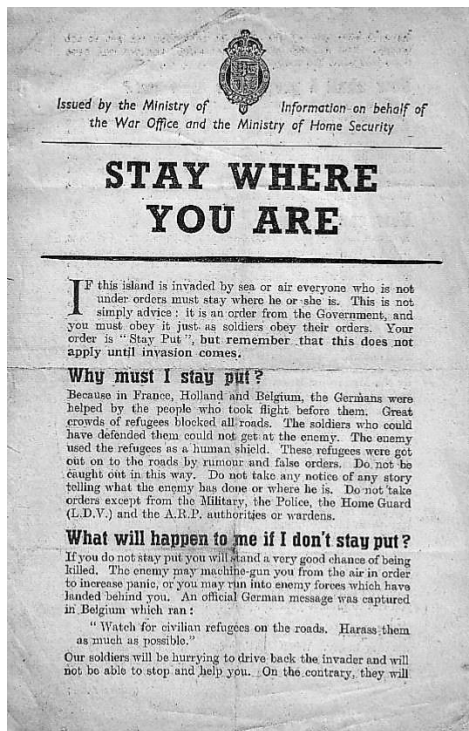 Issued by the Ministry of Information on behalf of
the War Office and the Ministry of Home Security
STAY WHERE
YOU ARE
IF this island is invaded by sea or air everyone who is not
under orders must stay where he or she is. This is not
simply advice: it is an order from the Government, and
you must obey it just as soldiers obey their orders. Your
order is "Stay Put", but remember that this does not
apply until invasion comes.
Why must I stay put?
Because in France, Holland and Belgium, the Germans were
helped by the people who took flight before them. Great
crowds of refugees blocked all roads. The soldiers who could
have defended them could not get at the enemy. The enemy
used the refugees as a human shield. These refugees were got
out on to the roads by rumour and false orders. Do not be
caught out in this way. Do not take any notice of any story
telling what the enemy has done or where he is. Do not take
orders except from the Military, the Police, the Home Guard
(L.D.V.) and the A.R.P. authorities or wardens.
What will happen to me if I don't stay put?
If you do not stay put you will stand a very good chance of being
killed. The enemy may machine-gun you from the air in order
to increase panic, or you may run into enemy forces which have
landed behind you. An official German message was captured
in Belgium which ran:
"Watch for civilian refugees on the roads. Harass them
as much as possible."
Our soldiers will be hurrying to drive back the invader and will
not be able to stop and help you. On the contrary, they will